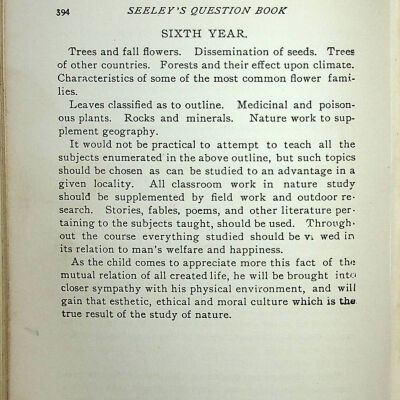 394 SEELEY'S QUESTION BOOK
SIXTH YEAR.
Trees and fall flowers. Dissemination of seeds. Trees
of other countries. Forests and their effect upon climate.
Characteristics of some of the most common flower fami-
lies.
Leaves classified as to outline. Medicinal and poison-
ous plants. Rocks and minerals. Nature work to sup-
plement geography.
It would not be practical to attempt to teach all the
subjects enumerated in the above outline, but such topics
should be chosen as can be studied to an advantage in a
given locality. All classroom work in nature study
should be supplemented by field work and outdoor re-
search. Stories, fables, poems, and other literature per-
taining to the subjects taught, should be used. Through-
out the course everything studied should be vi wed in
its relation to man's welfare and happiness.
As the child comes to appreciate more this fact of the
mutual relation of all created life, he will be brought into
closer sympathy with his physical environment, and will
gain that esthetic, ethical and moral culture which is the
true result of the study of nature.